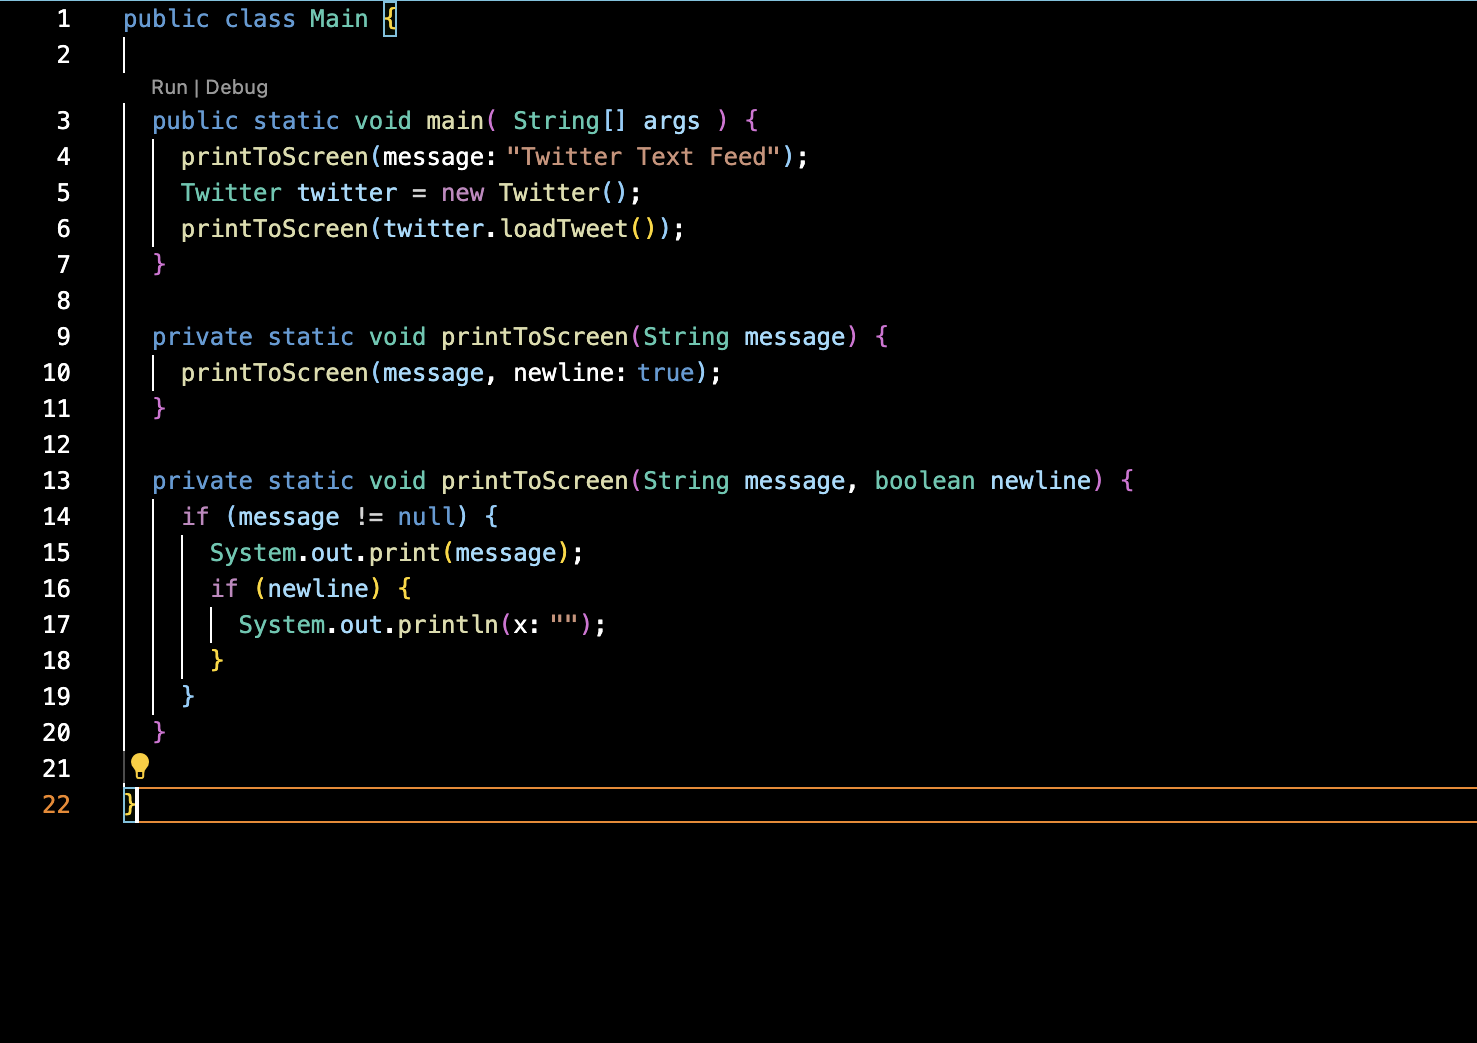 1 public class Main {
2
Run | Debug
3 public static void main( String[] args ) {
4 printToScreen(message: "Twitter Text Feed");
5 Twitter twitter = new Twitter();
6 printToScreen(twitter.loadTweet());
7 }
8
9 private static void printToScreen(String message) {
10 printToScreen(message, newline: true);
11 }
12
13 private static void printToScreen(String message, boolean newline) {
14 if (message != null) {
15 System.out.print(message);
16 if (newline) {
17 System.out.println(x: "");
18 }
19 }
20 }
21
22 }